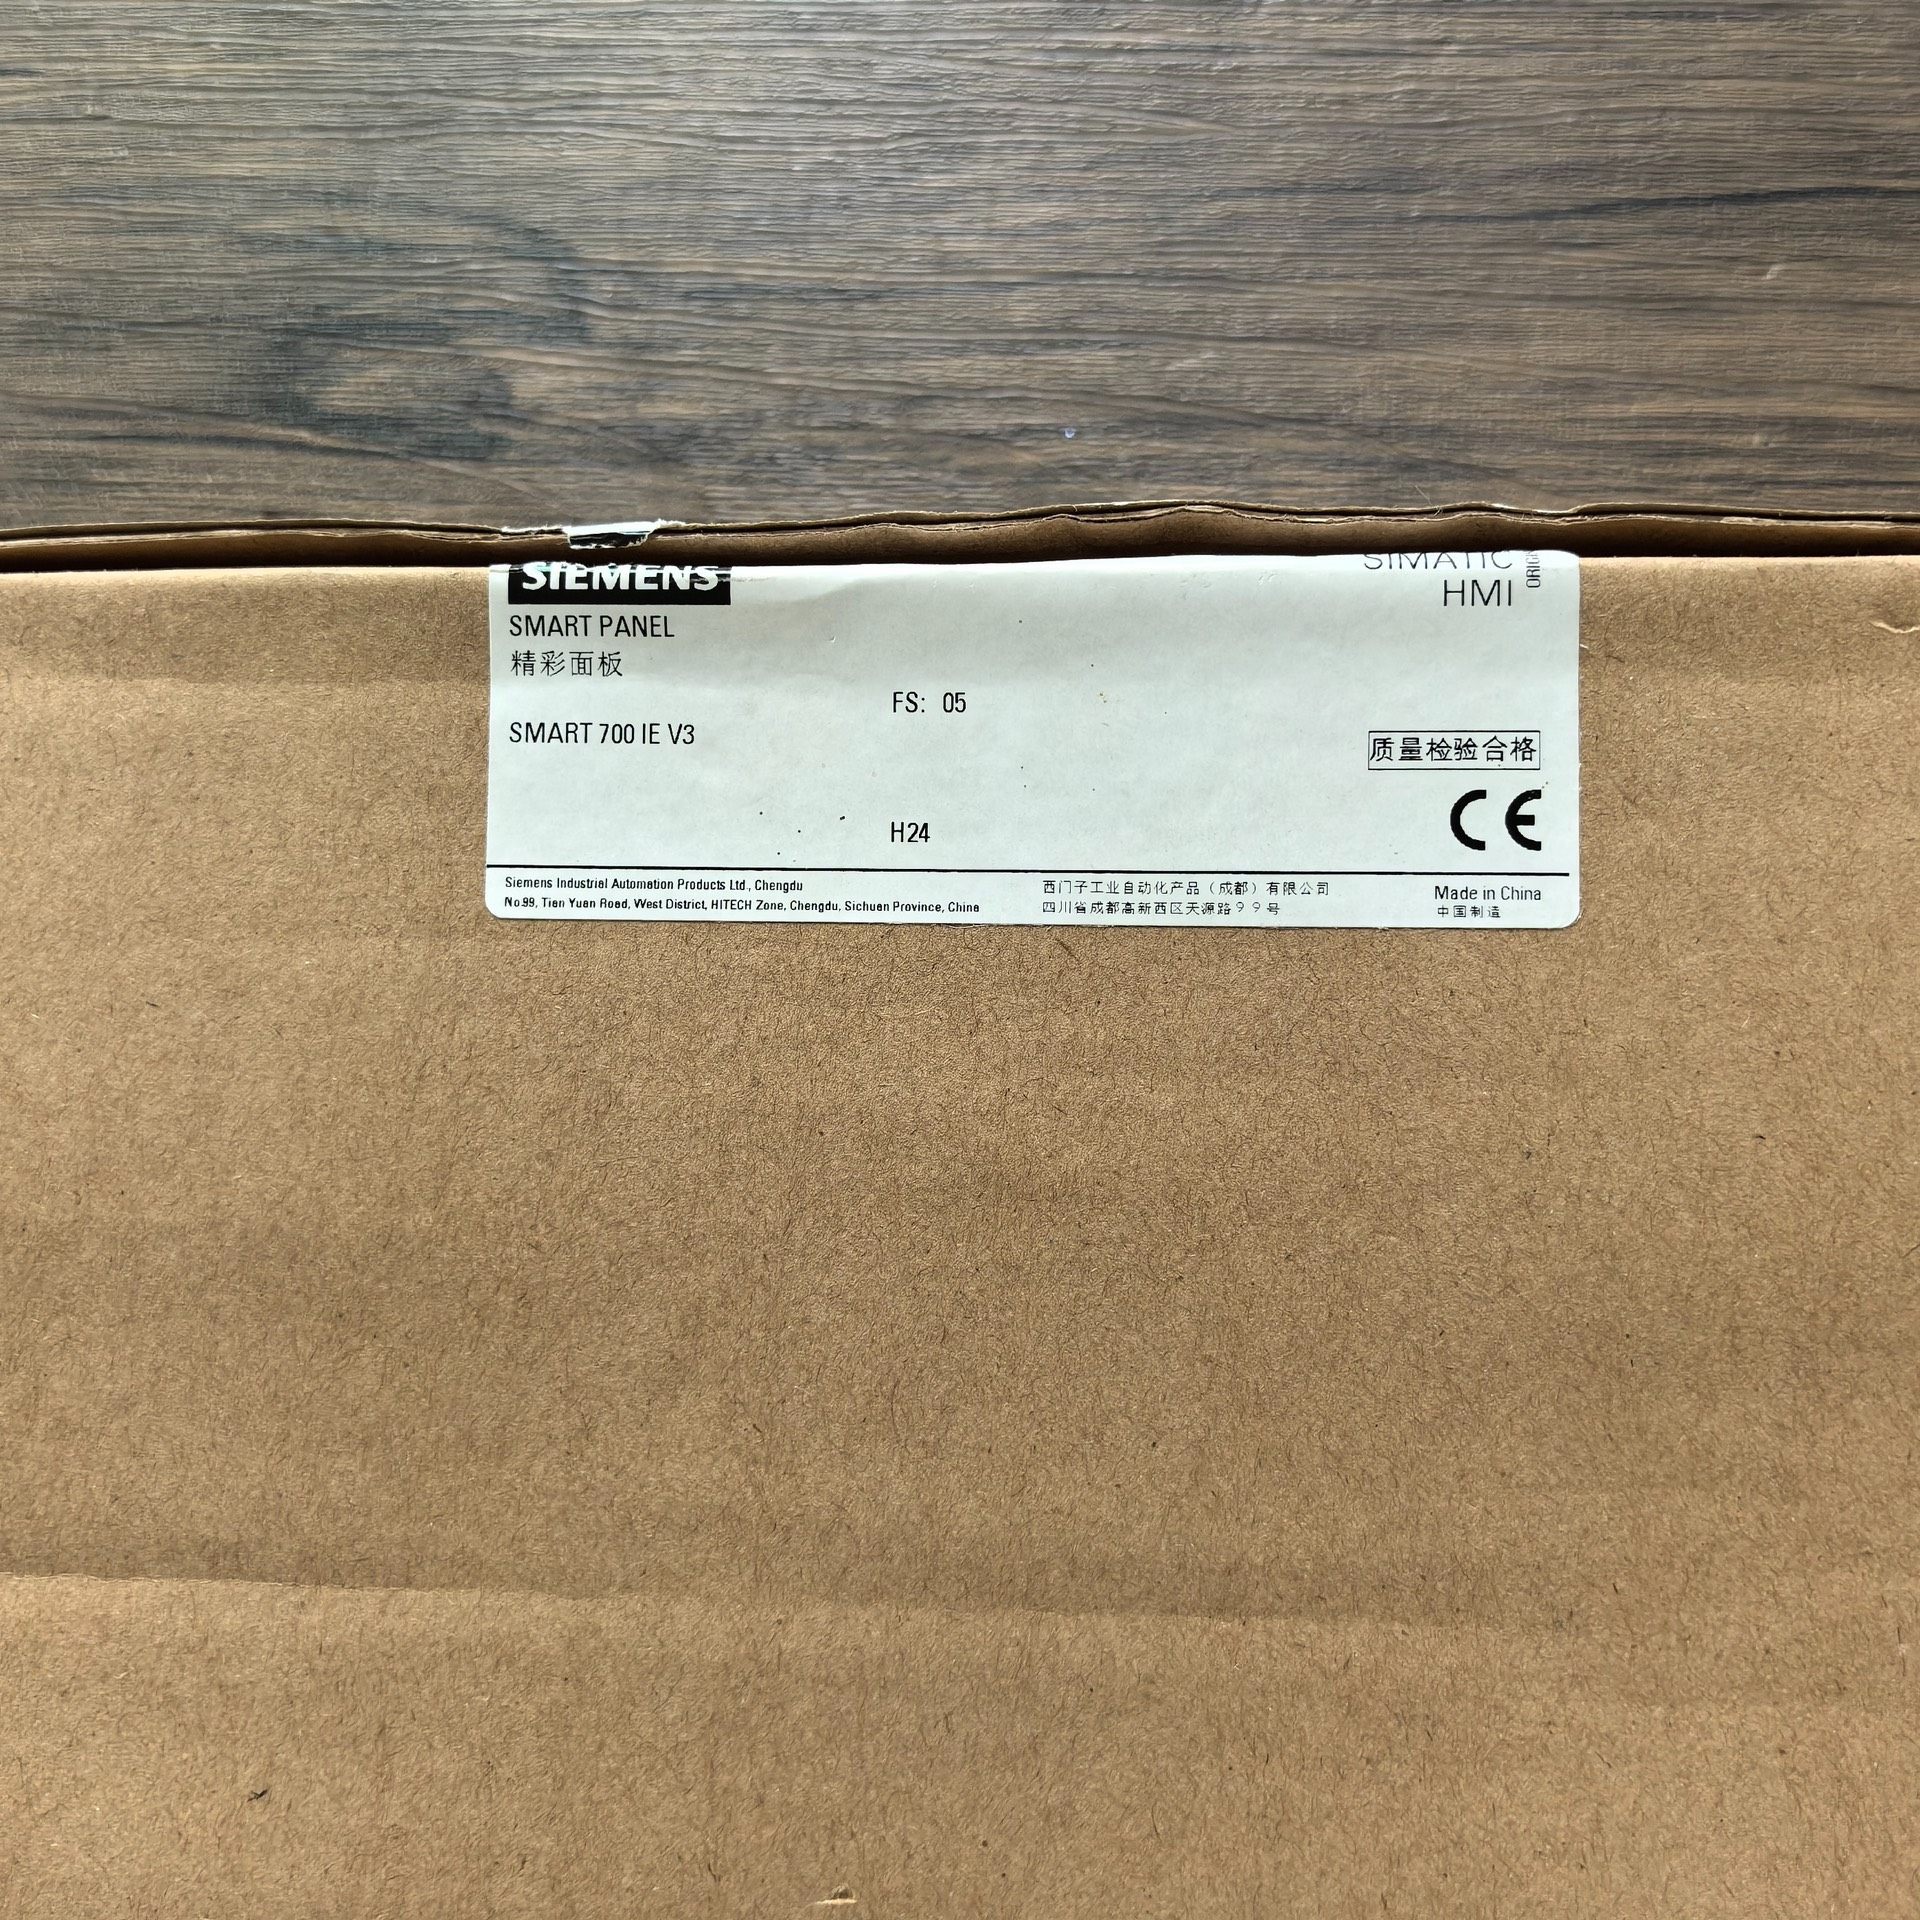 SIEMENS
SIMATIC
HMI
SMART PANEL
精彩面板
FS: 05
SMART 700 IE V3
质量检验合格
CE
H24
Siemens Industrial Automation Products Ltd., Chengdu
No.99, Tian Yuan Road, West District, HITECH Zone, Chengdu, Sichuan Province, China
西门子工业自动化产品（成都）有限公司
四川省成都高新西区天源路99号
Made in China
中国制造